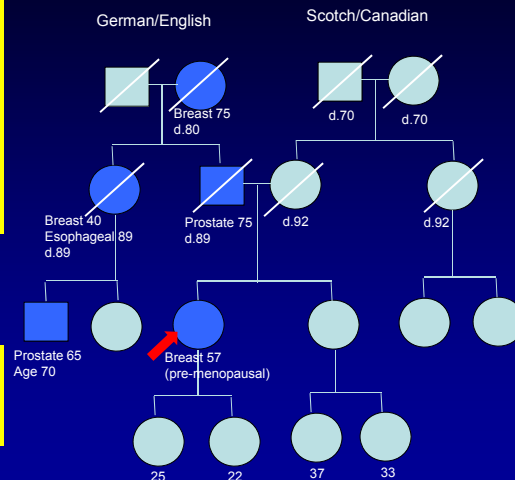 German/English
Scotch/Canadian
Breast 75
d.80
d.70
d.70
Breast 40
Esophageal 89
d.89
Prostate 75
d.89
d.92
d.92
Prostate 65
Age 70
Breast 57
(pre-menopausal)
25
22
37
33